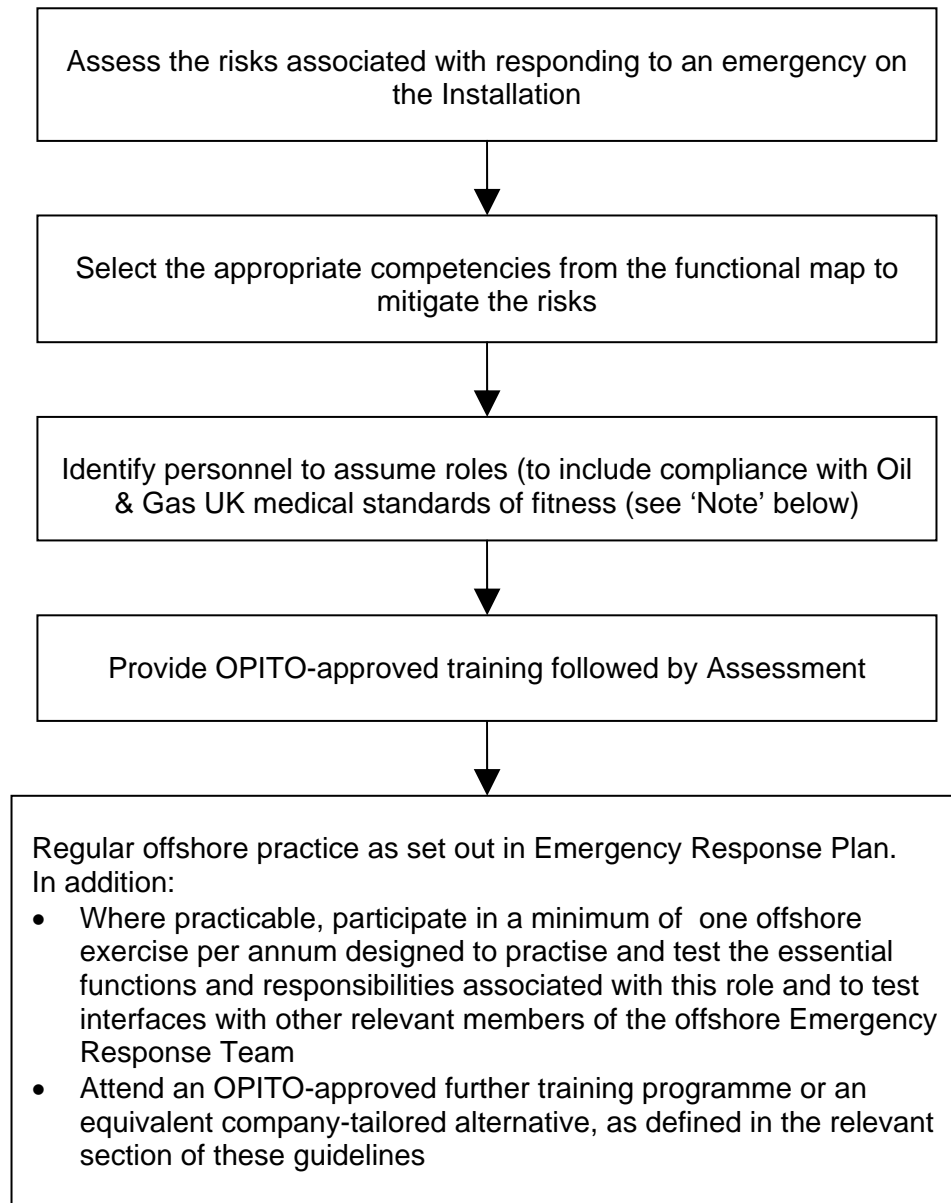 Assess the risks associated with responding to an emergency on
the Installation
Select the appropriate competencies from the functional map to
mitigate the risks
Identify personnel to assume roles (to include compliance with Oil
& Gas UK medical standards of fitness (see ‘Note’ below)
Provide OPITO-approved training followed by Assessment
Regular offshore practice as set out in Emergency Response Plan.
In addition:
• Where practicable, participate in a minimum of one offshore
exercise per annum designed to practise and test the essential
functions and responsibilities associated with this role and to test
interfaces with other relevant members of the offshore Emergency
Response Team
• Attend an OPITO-approved further training programme or an
equivalent company-tailored alternative, as defined in the relevant
section of these guidelines